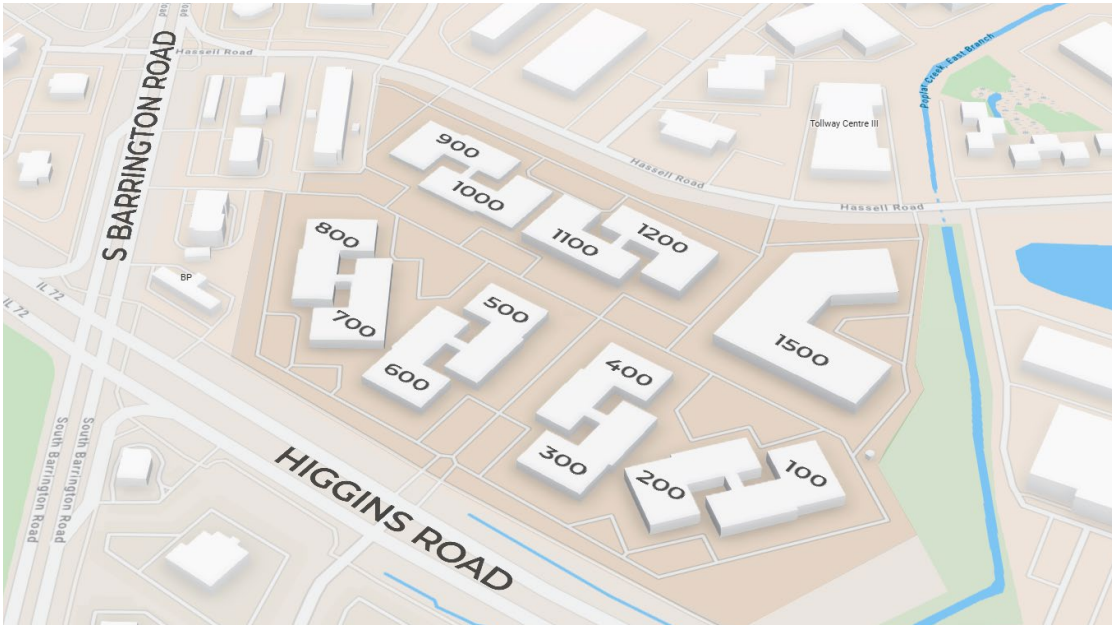 Road
Road
Hassell Road
S BARRINGTON ROAD
Poplar Creek, East Branch
Tollway Centre III
900
Hassell Road
1000
Hassell Road
800
1100
1200
BP
IL 72
IL 72
500
700
1500
600
400
South Barrington Road
South Barrington Road
HIGGINS ROAD
300
200
100